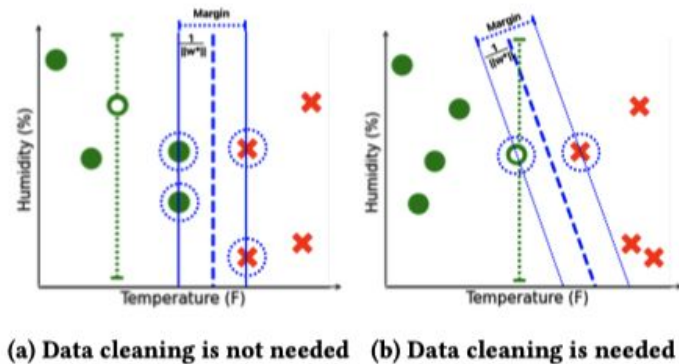 Margin
1
||w*||
Humidity (%)
Temperature (F)
(a) Data cleaning is not needed
Margin
1
||w*||
Humidity (%)
Temperature (F)
(b) Data cleaning is needed